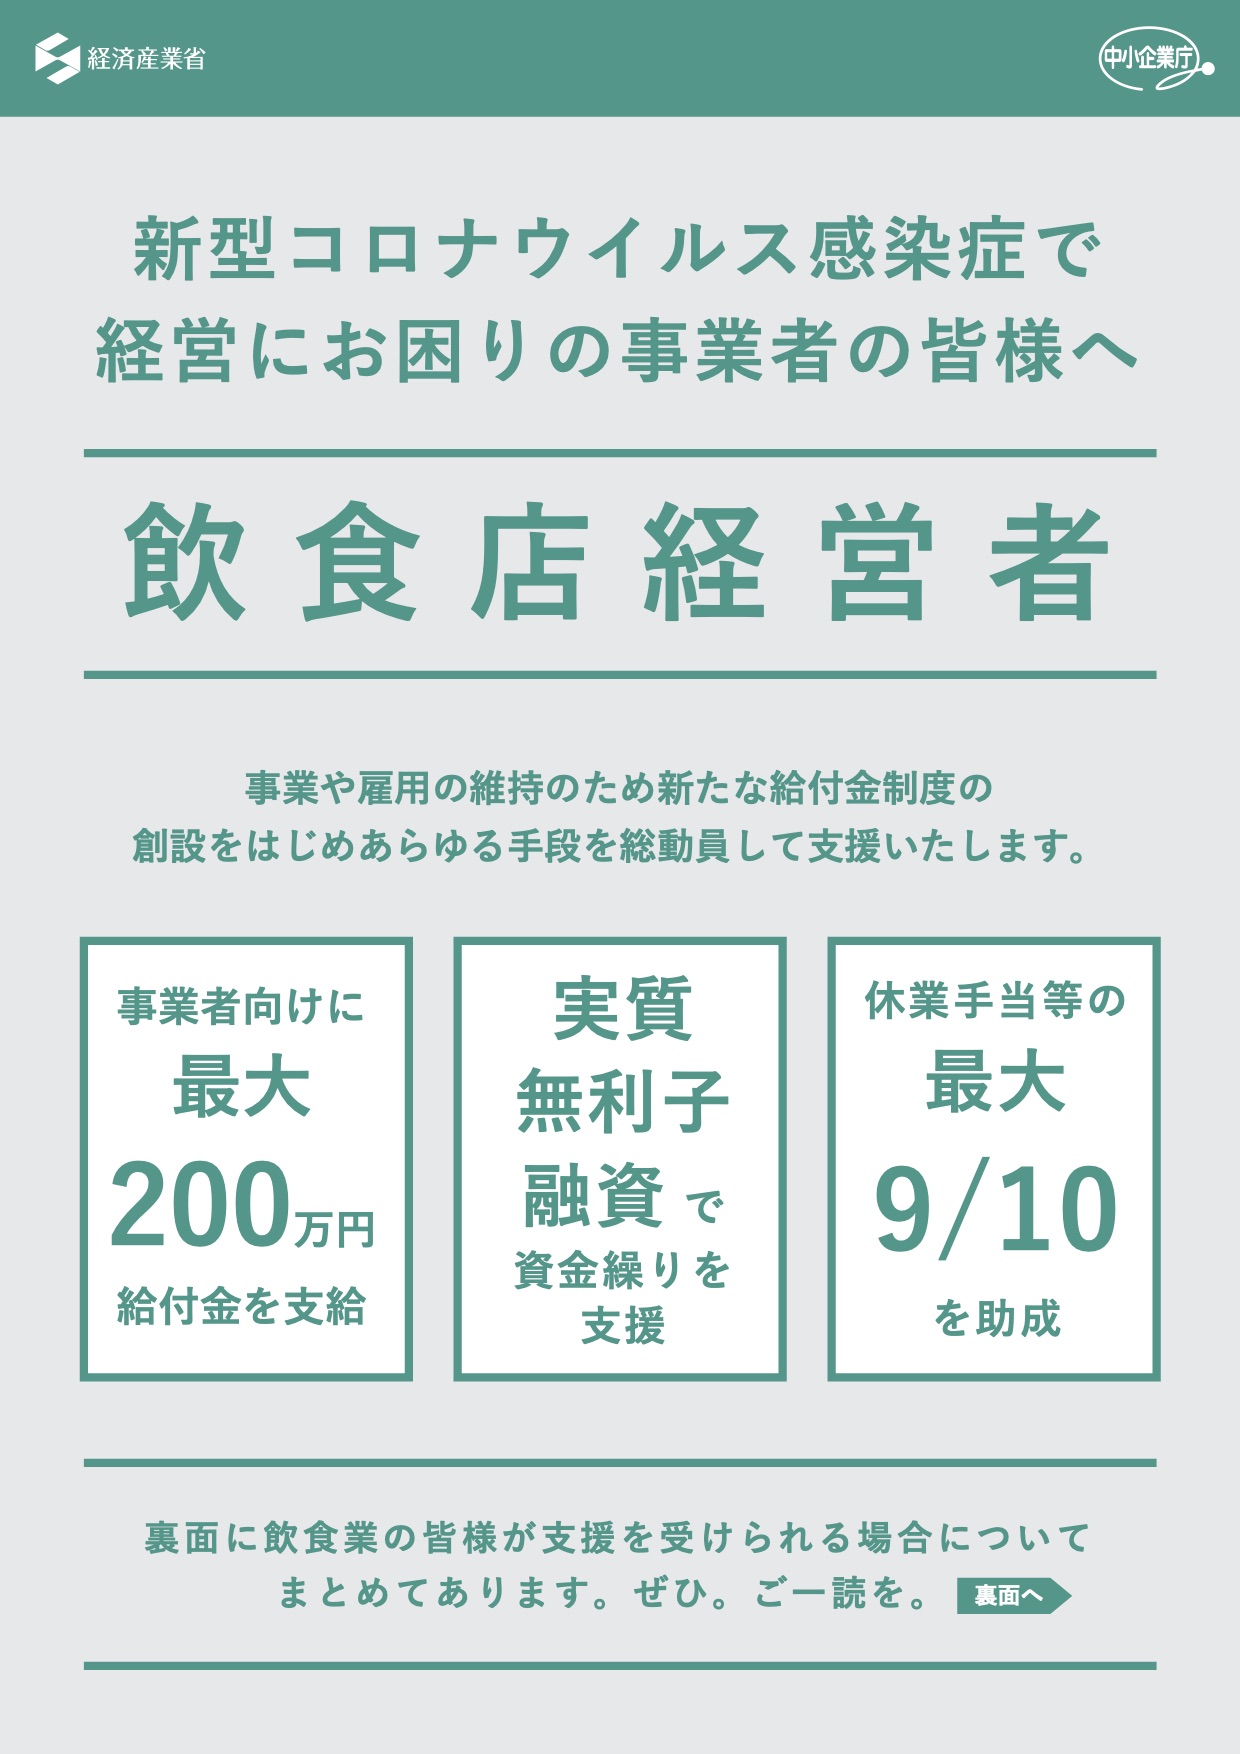 経済産業省
中小企業庁
新型コロナウイルス感染症で
経営にお困りの事業者の皆様へ
飲食店経営者
事業や雇用の維持のため新たな給付金制度の
創設をはじめあらゆる手段を総動員して支援いたします。
事業者向けに
最大
200万円
給付金を支給
実質
無利子
融資で
資金繰りを
支援
休業手当等の
最大
9/10
を助成
裏面に飲食業の皆様が支援を受けられる場合について
まとめてあります。ぜひ。ご一読を。
裏面へ